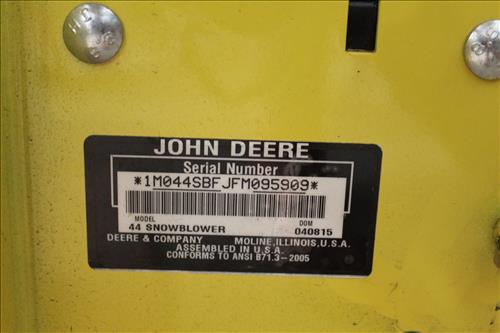 JOHN DEERE
Serial Number
*1M044SBFJFM095909*
MODEL DOM
44 SNOWBLOWER 040815
DEERE & COMPANY MOLINE, ILLINOIS, U.S.A.
ASSEMBLED IN U.S.A
CONFORMS TO ANSI B71.3-2005